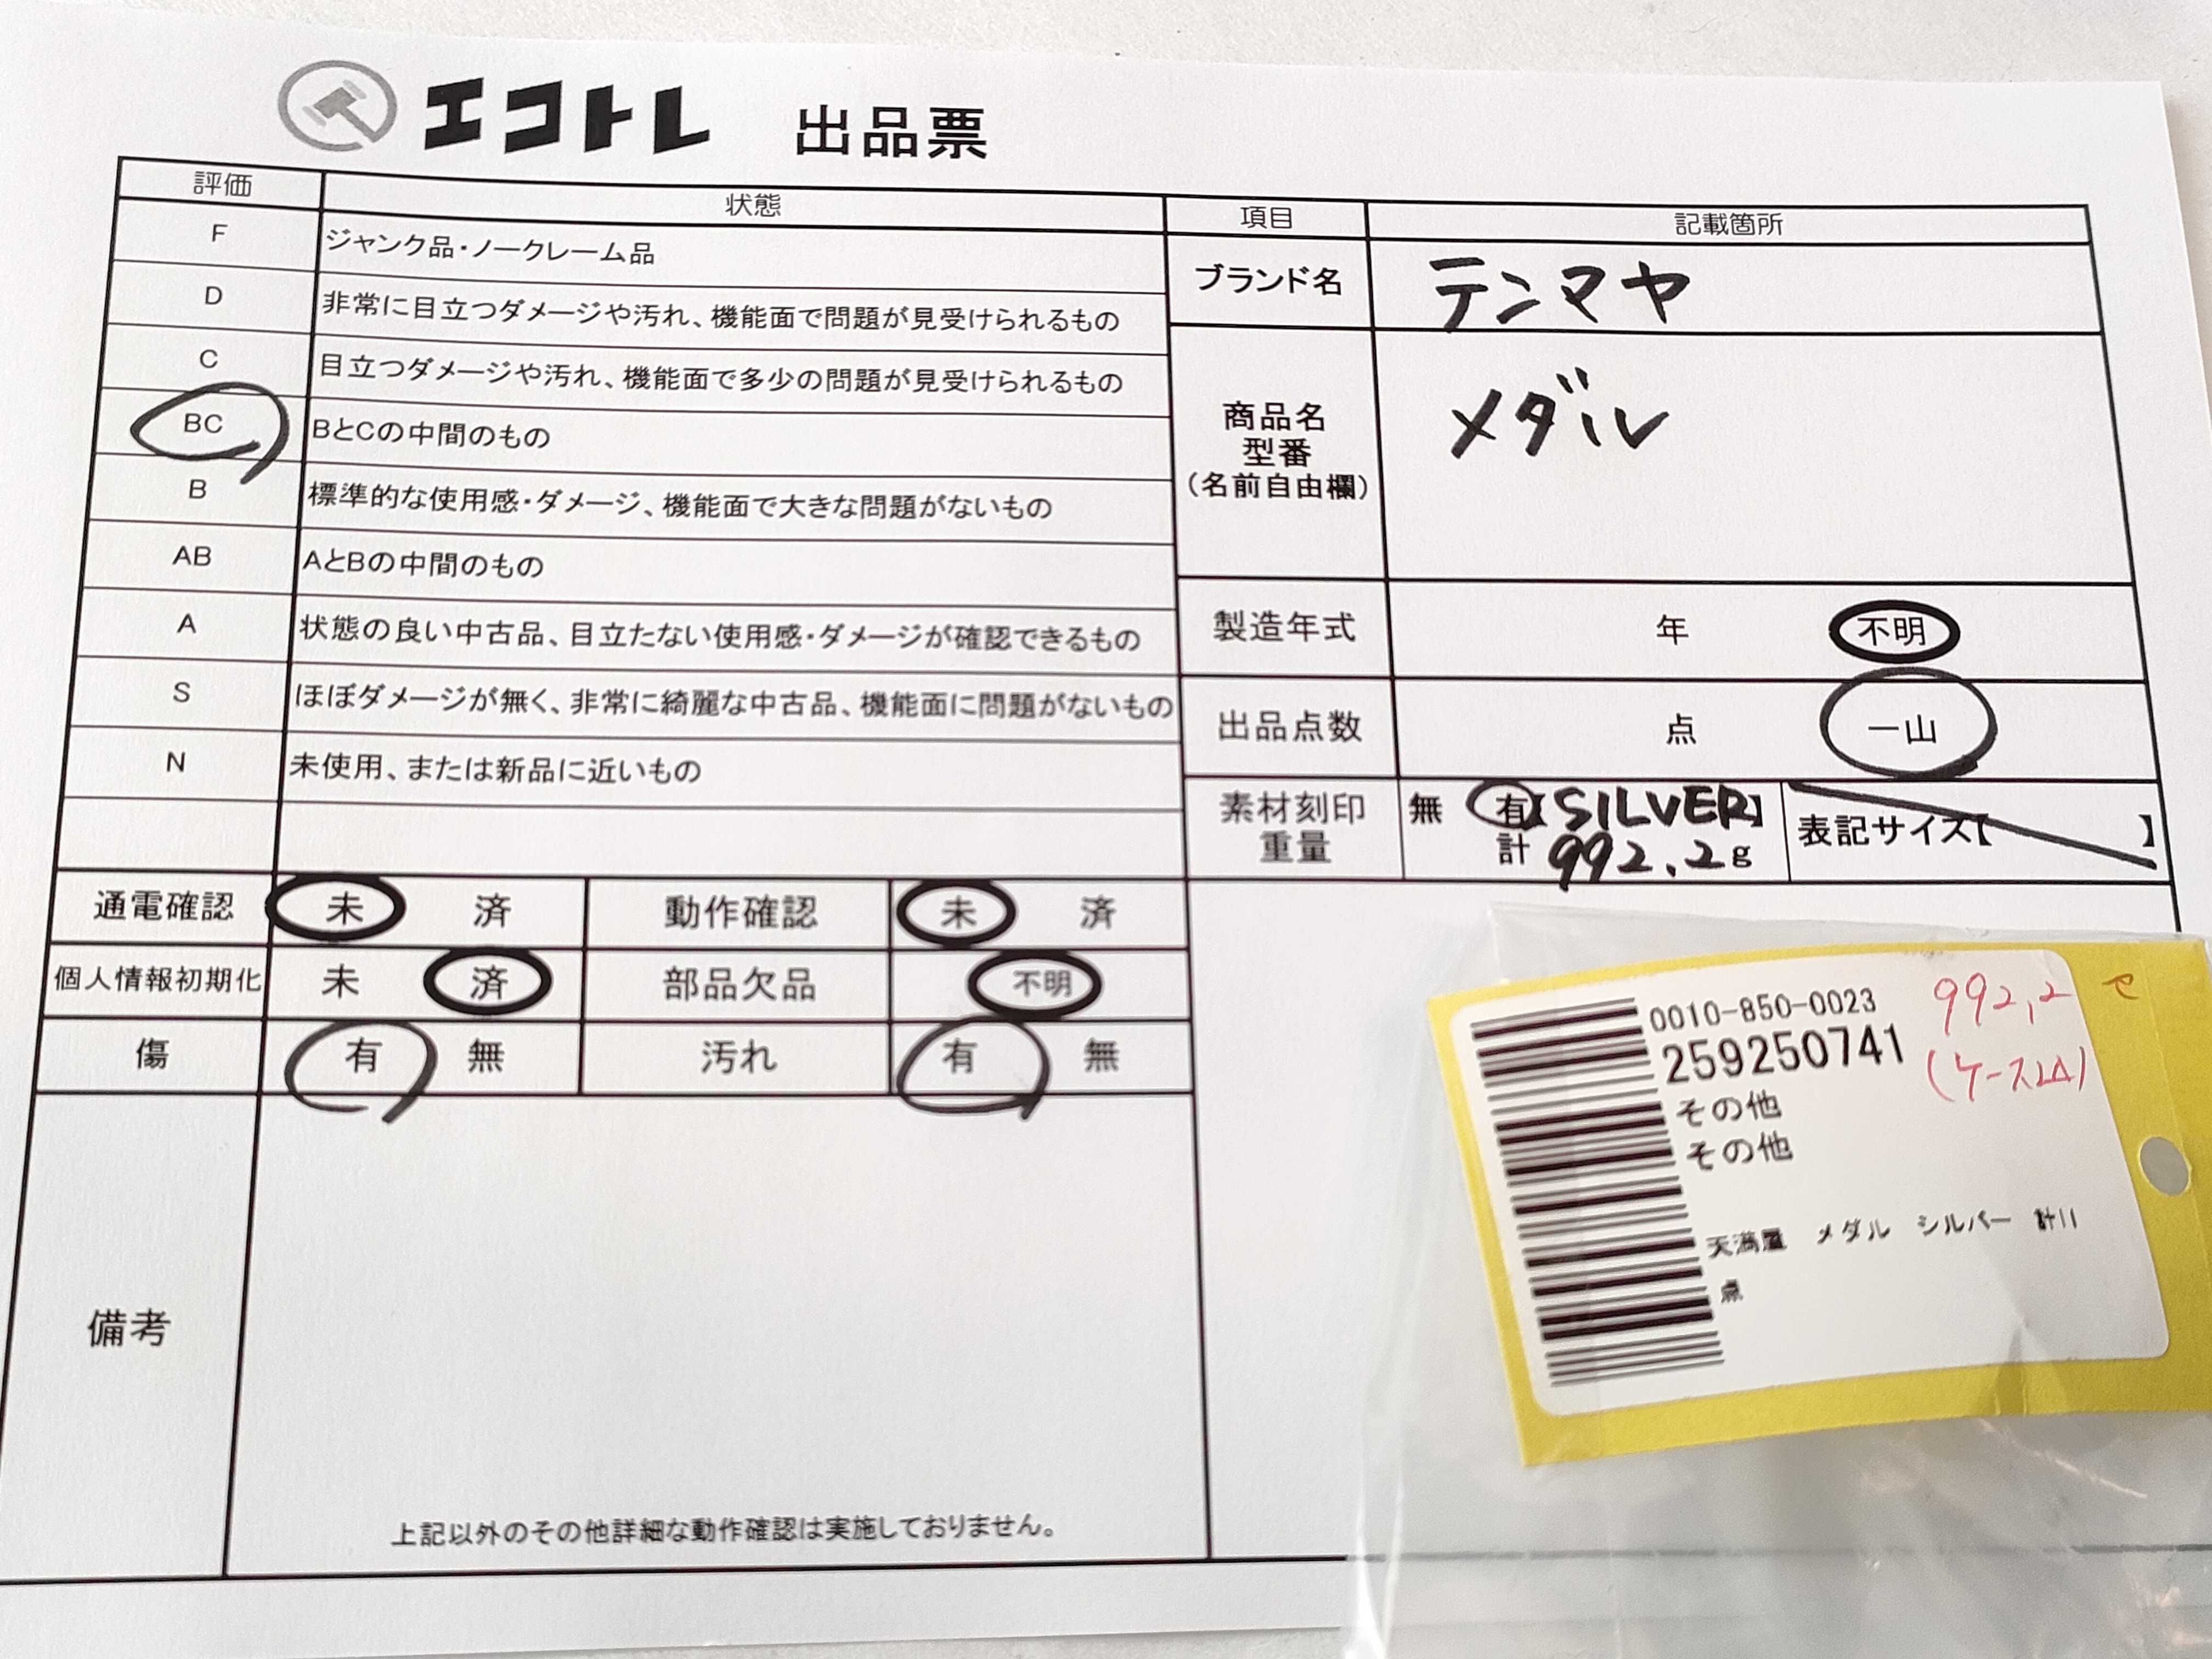 エコトレ 出品票
評価 状態
F ジャンク品・ノークレーム品
D 非常に目立つダメージや汚れ、機能面で問題が見受けられるもの
C 目立つダメージや汚れ、機能面で多少の問題が見受けられるもの
BC BとCの中間のもの
B 標準的な使用感・ダメージ、機能面で大きな問題がないもの
AB AとBの中間のもの
A 状態の良い中古品、目立たない使用感・ダメージが確認できるもの
S ほぼダメージが無く、非常に綺麗な中古品、機能面に問題がないもの
N 未使用、または新品に近いもの
項目 記載箇所
ブランド名 テンマヤ
商品名
型番
(名前自由欄)
メダル
製造年式 年 不明
出品点数 点 一山
素材刻印
重量
無 有【SILVER】
計 992.2g
表記サイズ【 】
通電確認 未 済 動作確認 未 済
個人情報初期化 未 済 部品欠品 不明
傷 有 無 汚れ 有 無
備考
上記以外のその他詳細な動作確認は実施しておりません。
0010-850-0023
259250741
その他
その他
天満屋 メダル シルバー 計11
点
992,2